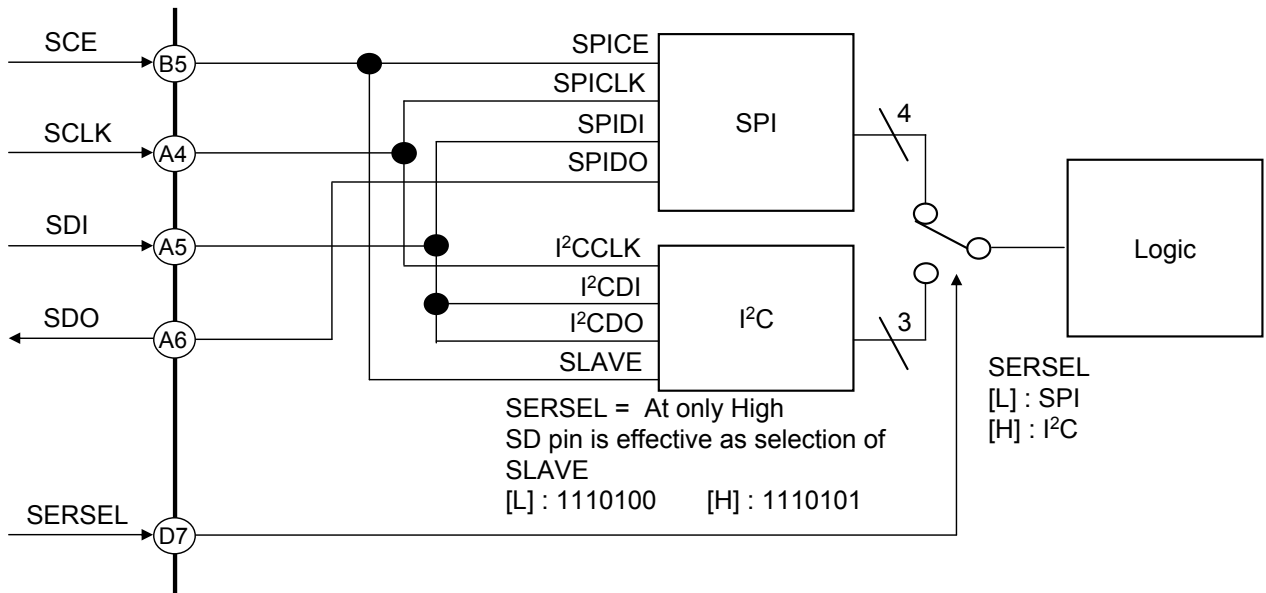 SCE
B5
SPICE
SPICLK
SPIDI
SPIDO
SPI
4
SCLK
A4
SDI
A5
I²CCLK
I²CDI
I²CDO
SLAVE
I²C
3
Logic
SDO
A6
SERSEL
[L] : SPI
[H] : I²C
SERSEL = At only High
SD pin is effective as selection of
SLAVE
[L] : 1110100 [H] : 1110101
SERSEL
D7